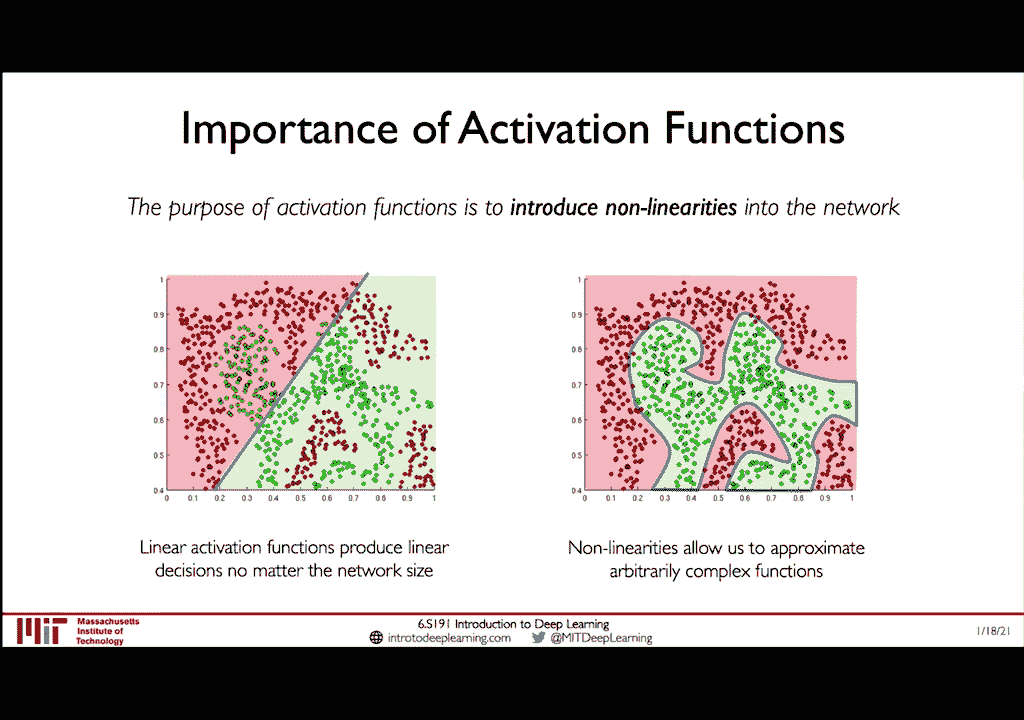 Importance of Activation Functions
The purpose of activation functions is to introduce non-linearities into the network
1
0.9
0.8
0.7
0.6
0.5
0.4
0 0.1 0.2 0.3 0.4 0.5 0.6 0.7 0.8 0.9 1
1
0.9
0.8
0.7
0.6
0.5
0.4
0 0.1 0.2 0.3 0.4 0.5 0.6 0.7 0.8 0.9 1
Linear activation functions produce linear
decisions no matter the network size
Non-linearities allow us to approximate
arbitrarily complex functions
MIT
Massachusetts
Institute of
Technology
6.S191 Introduction to Deep Learning
introtodeeplearning.com @MITDeepLearning
1/18/21